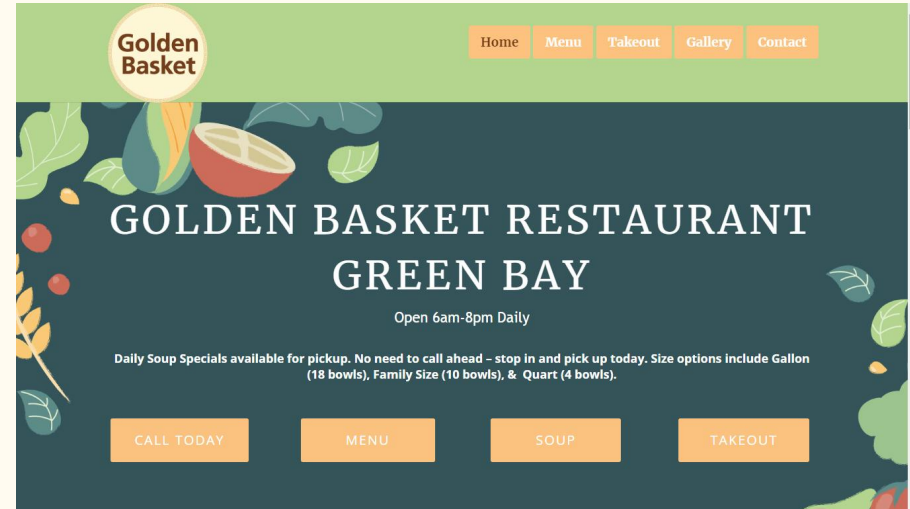 Golden
Basket
Home Menu Takeout Gallery Contact
GOLDEN BASKET RESTAURANT
GREEN BAY
Open 6am-8pm Daily
Daily Soup Specials available for pickup. No need to call ahead – stop in and pick up today. Size options include Gallon
(18 bowls), Family Size (10 bowls), & Quart (4 bowls).
CALL TODAY MENU SOUP TAKEOUT